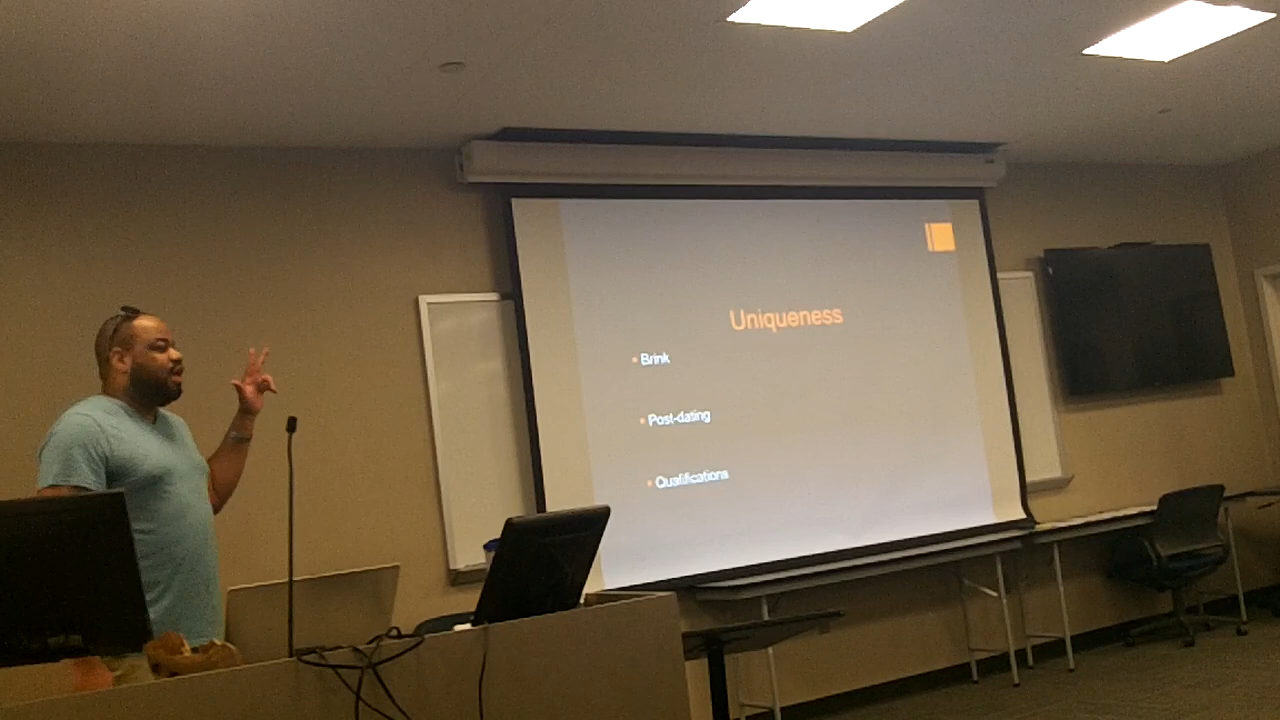 Uniqueness
• Brink
• Post-dating
• Qualifications